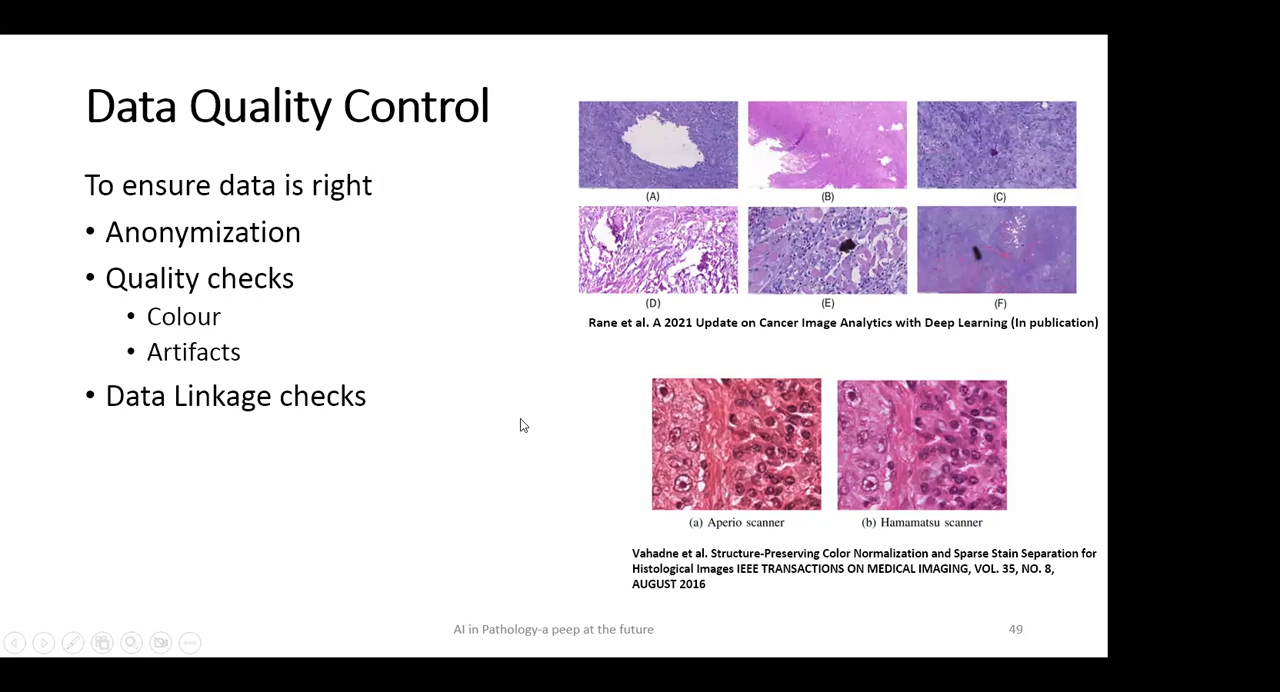 Data Quality Control
To ensure data is right
• Anonymization
• Quality checks
• Colour
• Artifacts
• Data Linkage checks
(A)
(B)
(C)
(D)
(E)
(F)
Rane et al. A 2021 Update on Cancer Image Analytics with Deep Learning (In publication)
(a) Aperio scanner
(b) Hamamatsu scanner
Vahadne et al. Structure-Preserving Color Normalization and Sparse Stain Separation for
Histological Images IEEE TRANSACTIONS ON MEDICAL IMAGING, VOL. 35, NO. 8,
AUGUST 2016
AI in Pathology-a peep at the future
49